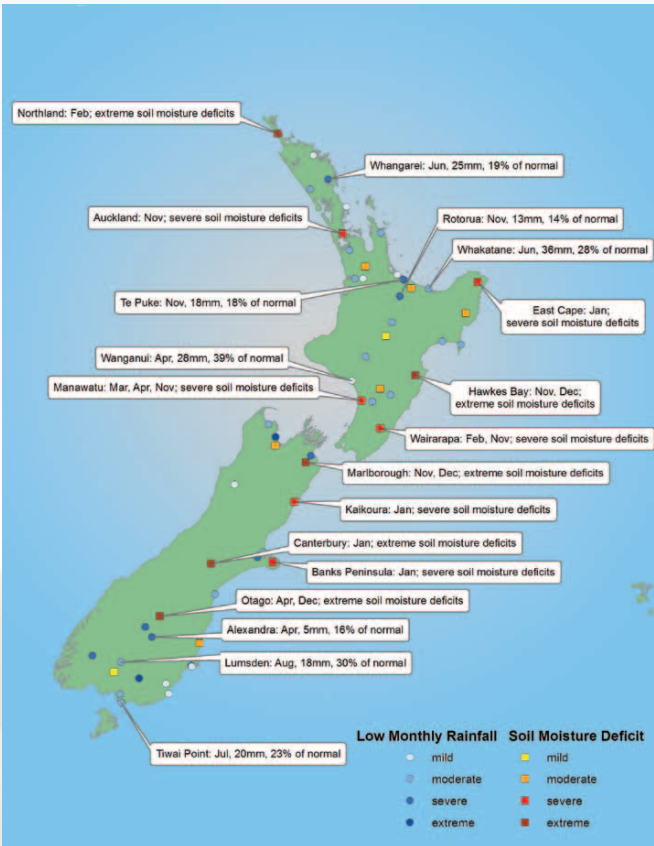 Northland: Feb; extreme soil moisture deficits
Whangarei: Jun, 25mm, 19% of normal
Auckland: Nov; severe soil moisture deficits
Rotorua: Nov, 13mm, 14% of normal
Whakatane: Jun, 36mm, 28% of normal
Te Puke: Nov, 18mm, 18% of normal
East Cape: Jan;
severe soil moisture deficits
Wanganui: Apr, 28mm, 39% of normal
Manawatu: Mar, Apr, Nov; severe soil moisture deficits
Hawkes Bay: Nov, Dec;
extreme soil moisture deficits
Wairarapa: Feb, Nov; severe soil moisture deficits
Marlborough: Nov, Dec; extreme soil moisture deficits
Kaikoura: Jan; severe soil moisture deficits
Canterbury: Jan; extreme soil moisture deficits
Banks Peninsula: Jan; severe soil moisture deficits
Otago: Apr, Dec; extreme soil moisture deficits
Alexandra: Apr, 5mm, 16% of normal
Lumsden: Aug, 18mm, 30% of normal
Tiwai Point: Jul, 20mm, 23% of normal
Low Monthly Rainfall
mild
moderate
severe
extreme
Soil Moisture Deficit
mild
moderate
severe
extreme